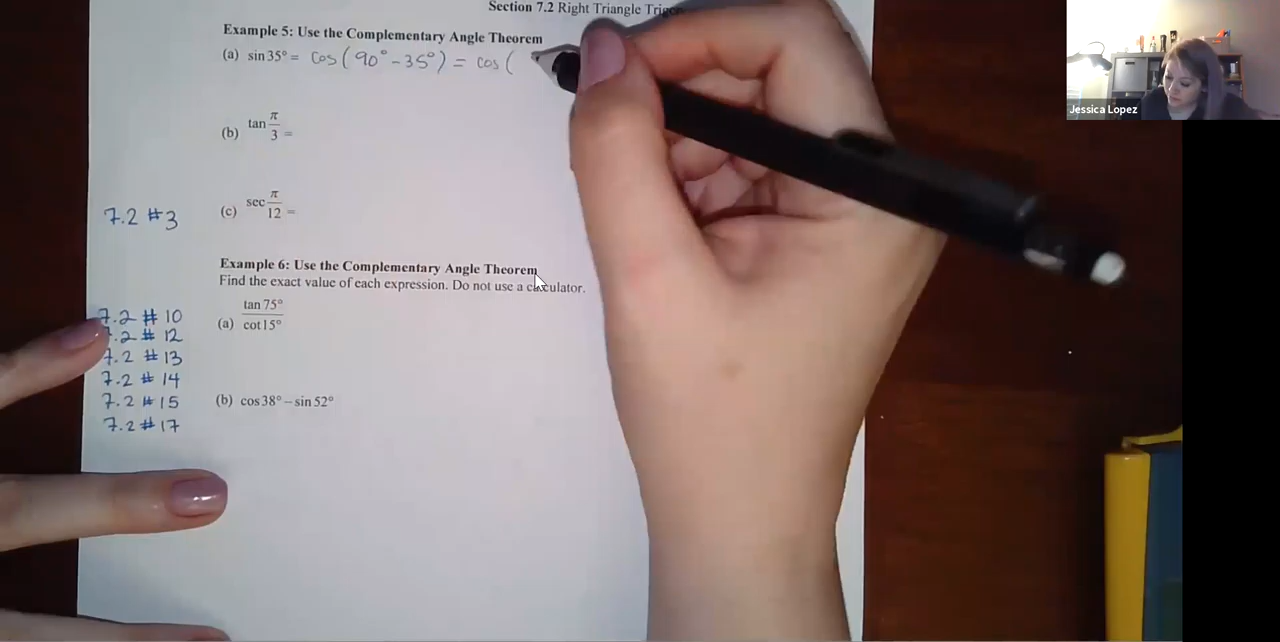 Section 7.2 Right Triangle
Example 5: Use the Complementary Angle Theorem
(a) sin 35° = cos(90° − 35°) = cos(
(b) tan π/3 =
7.2 #3
(c) sec π/12 =
Example 6: Use the Complementary Angle Theorem
Find the exact value of each expression. Do not use a calculator.
7.2 #10
(a) tan 75° / cot 15°
7.2 #12
7.2 #13
7.2 #14
7.2 #15
(b) cos 38° − sin 52°
7.2 #17
Jessica Lopez